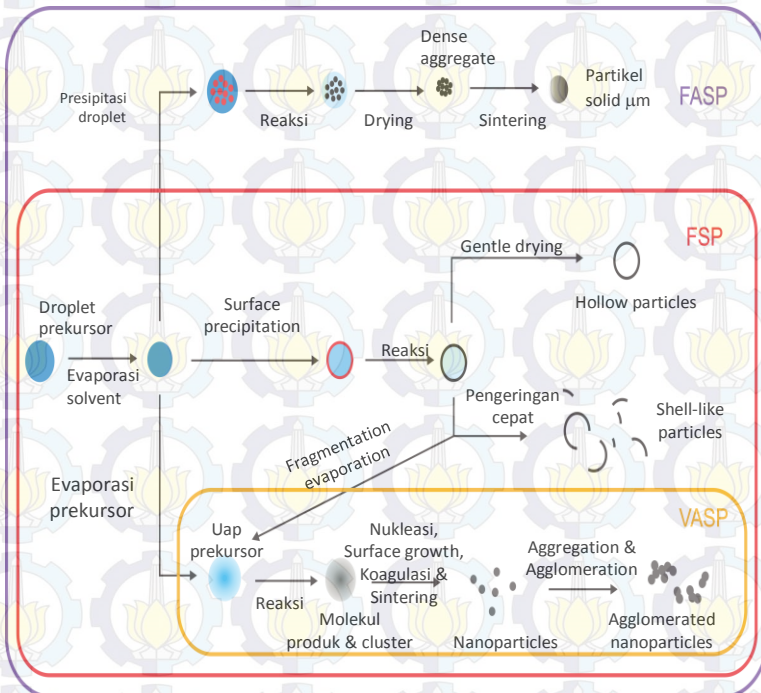 Dense
aggregate
Presipitasi
droplet
Reaksi
Drying
Sintering
Partikel
solid μm
FASP
FSP
Gentle drying
Hollow particles
Droplet
prekursor
Evaporasi
solvent
Surface
precipitation
Reaksi
Pengeringan
cepat
Shell-like
particles
Fragmentation
evaporation
Evaporasi
prekursor
VASP
Uap
prekursor
Reaksi
Molekul
produk & cluster
Nukleasi,
Surface growth,
Koagulasi &
Sintering
Nanoparticles
Aggregation &
Agglomeration
Agglomerated
nanoparticles